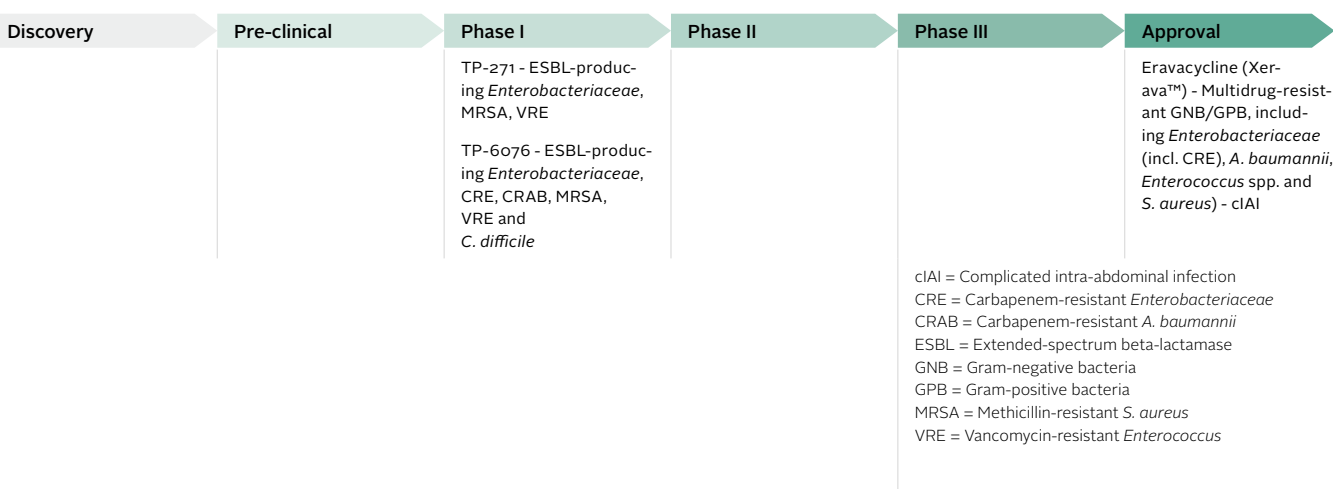 Discovery
Pre-clinical
Phase I
Phase II
Phase III
Approval
TP-271 - ESBL-produc-
ing Enterobacteriaceae,
MRSA, VRE
TP-6076 - ESBL-produc-
ing Enterobacteriaceae,
CRE, CRAB, MRSA,
VRE and
C. difficile
Eravacycline (Xer-
ava™) - Multidrug-resist-
ant GNB/GPB, includ-
ing Enterobacteriaceae
(incl. CRE), A. baumannii,
Enterococcus spp. and
S. aureus) - cIAI
cIAI = Complicated intra-abdominal infection
CRE = Carbapenem-resistant Enterobacteriaceae
CRAB = Carbapenem-resistant A. baumannii
ESBL = Extended-spectrum beta-lactamase
GNB = Gram-negative bacteria
GPB = Gram-positive bacteria
MRSA = Methicillin-resistant S. aureus
VRE = Vancomycin-resistant Enterococcus